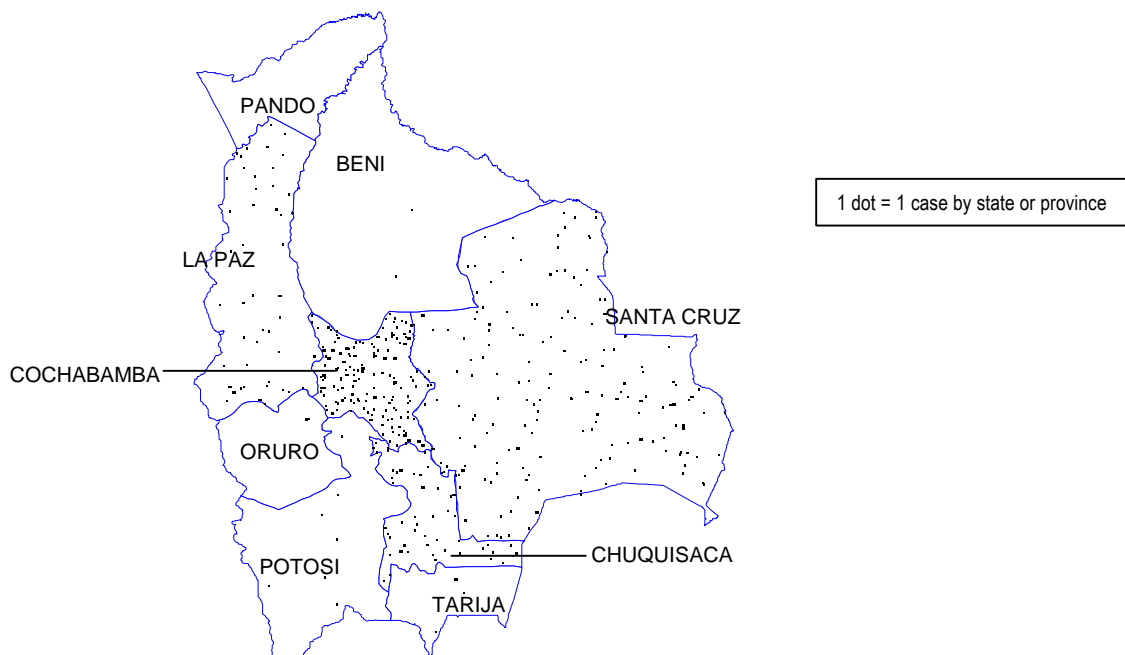 PANDO
BENI
1 dot = 1 case by state or province
LA PAZ
SANTA CRUZ
COCHABAMBA
ORURO
CHUQUISACA
POTOSI
TARIJA